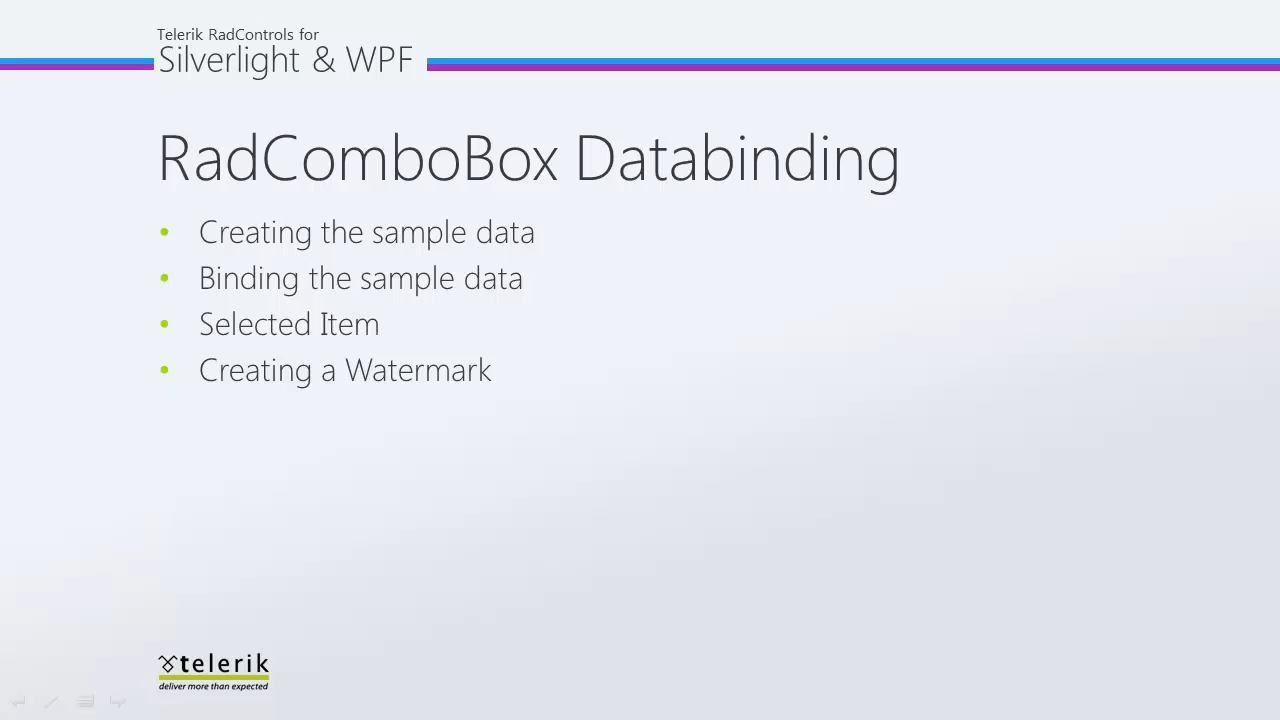 Telerik RadControls for
Silverlight & WPF
RadComboBox Databinding
• Creating the sample data
• Binding the sample data
• Selected Item
• Creating a Watermark
telerik
deliver more than expected